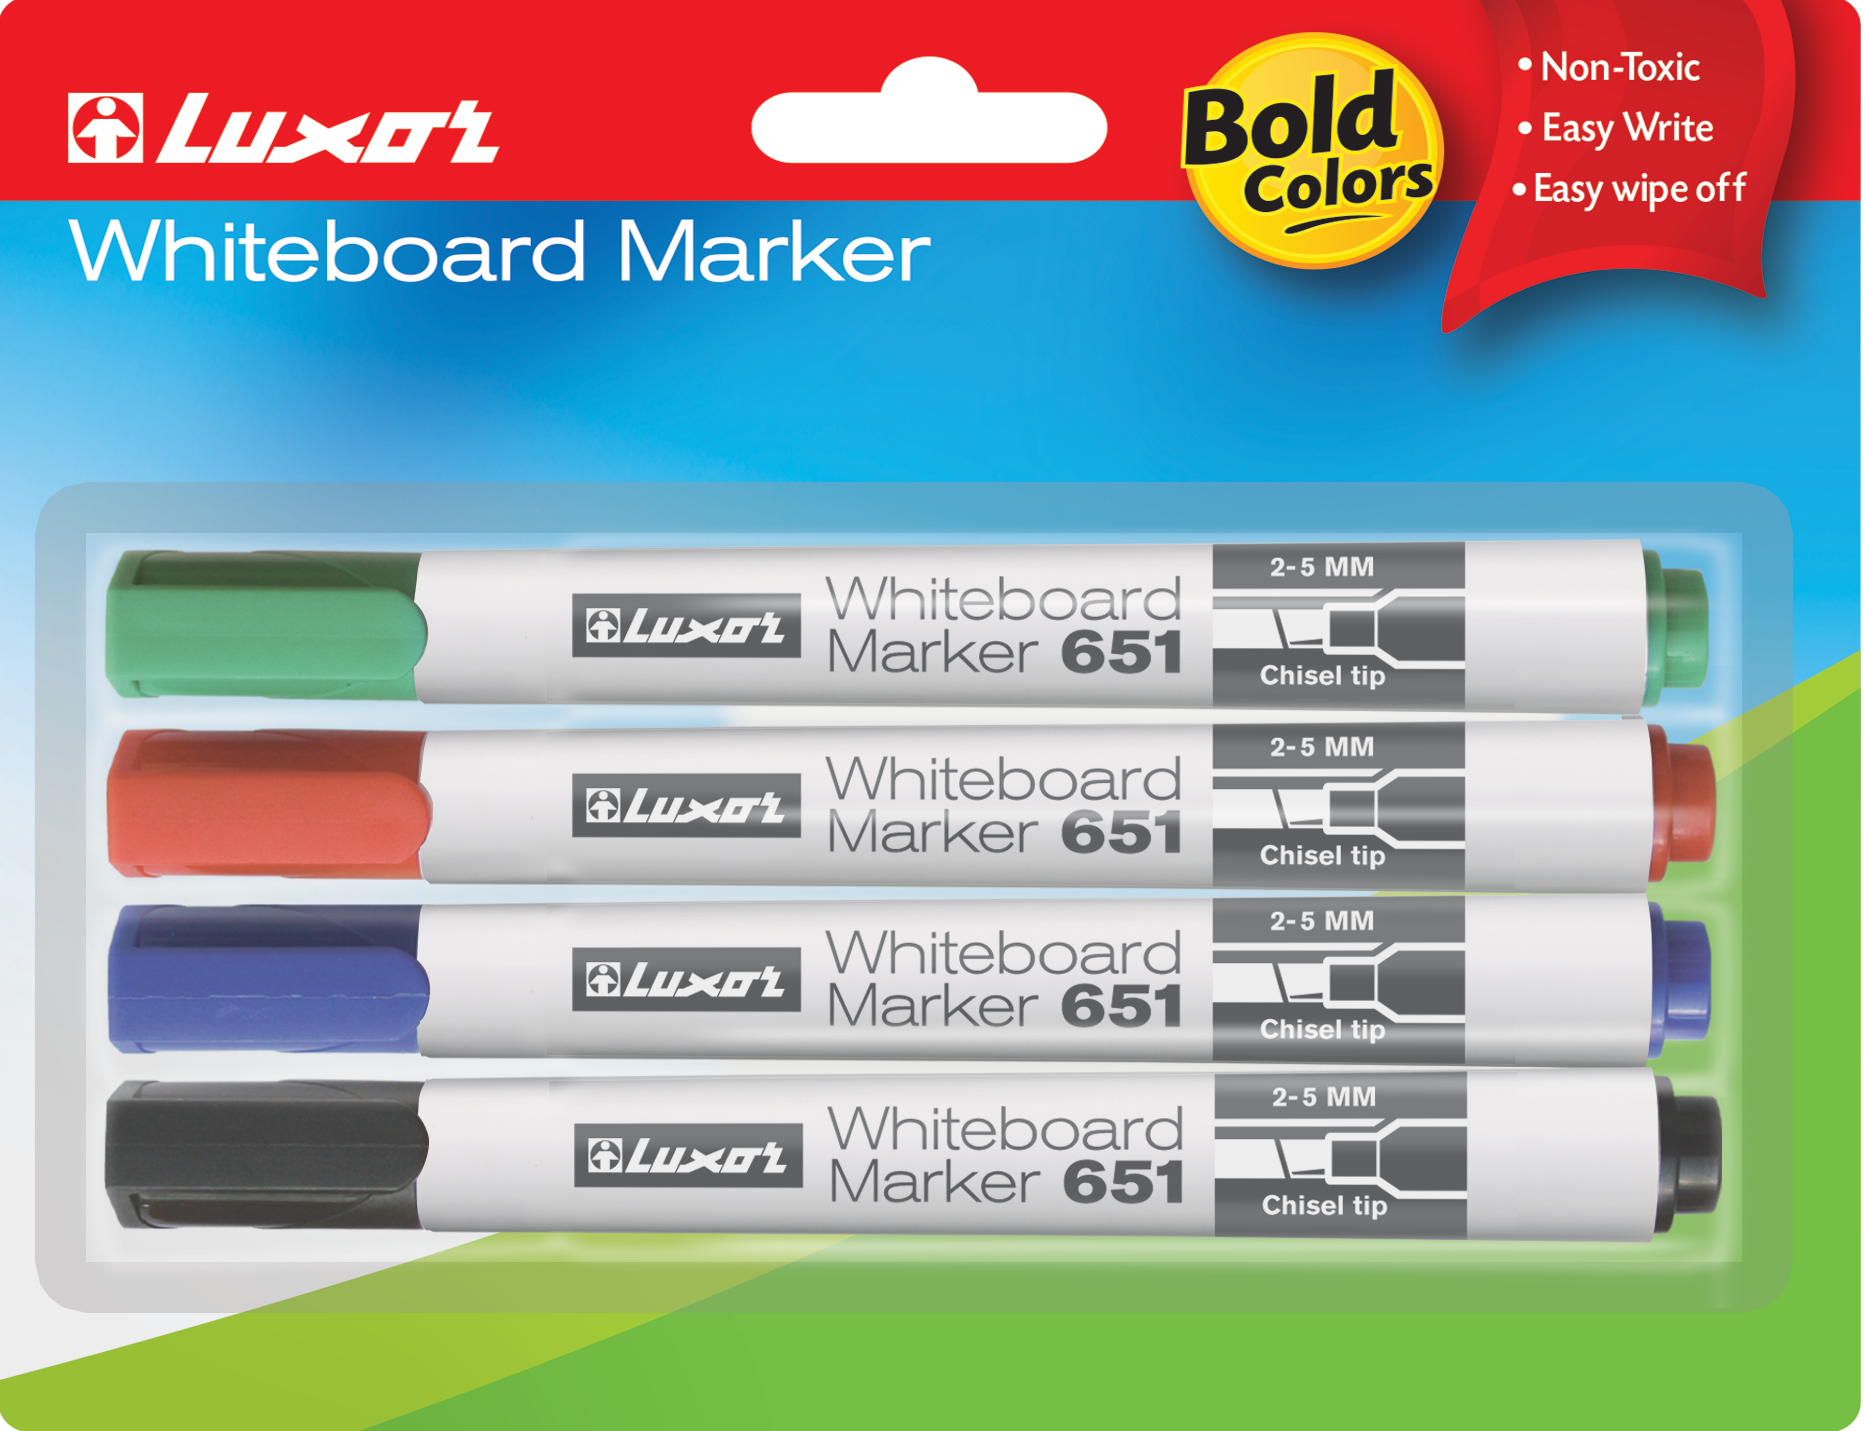 Luxor
Whiteboard Marker
Bold
Colors
• Non-Toxic
• Easy Write
• Easy wipe off
Luxor
Whiteboard
Marker 651
2-5 MM
Chisel tip
Luxor
Whiteboard
Marker 651
2-5 MM
Chisel tip
Luxor
Whiteboard
Marker 651
2-5 MM
Chisel tip
Luxor
Whiteboard
Marker 651
2-5 MM
Chisel tip